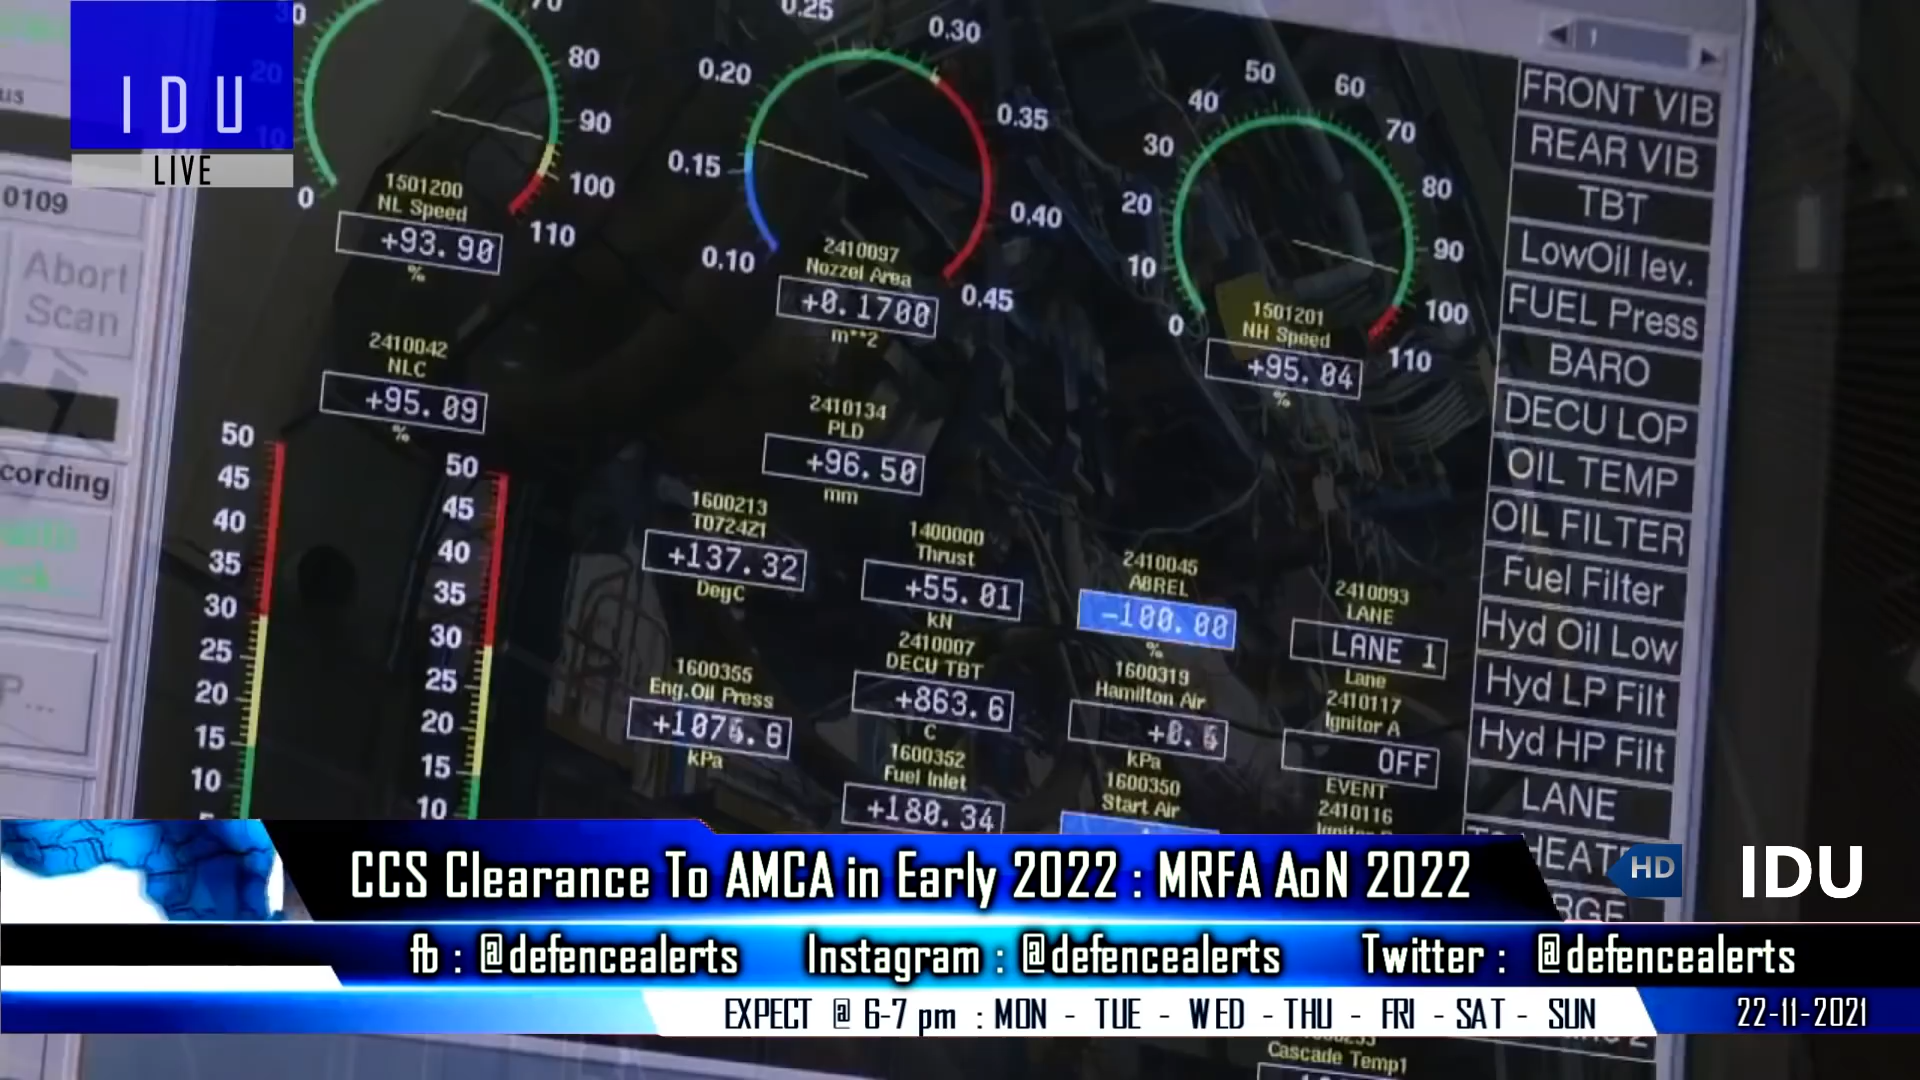 IDU
LIVE
us
0109
Abort
Scan
cording
P...
30
20
10
0
70
80
90
100
110
1501200
NL Speed
+93.90
%
2410042
NLC
+95.09
%
0.25
0.30
0.20
0.35
0.15
0.40
0.10
0.45
2410097
Nozzel Area
+0.1700
m**2
2410134
PLD
+96.50
mm
50
60
40
70
30
80
20
90
10
100
0
110
1501201
NH Speed
+95.04
%
50
45
40
35
30
25
20
15
10
50
45
40
35
30
25
20
15
10
1600213
T0724Z1
+137.32
DegC
1400000
Thrust
+55.01
kN
2410045
ABREL
-100.00
%
2410093
LANE
LANE 1
Lane
1600355
Eng.Oil Press
kPa
2410007
DECU TBT
+863.6
C
1600319
Hamilton Air
kPa
2410117
Ignitor A
OFF
EVENT
1600352
Fuel Inlet
+180.34
1600350
Start Air
2410116
FRONT VIB
REAR VIB
TBT
LowOil lev.
FUEL Press
BARO
DECU LOP
OIL TEMP
OIL FILTER
Fuel Filter
Hyd Oil Low
Hyd LP Filt
Hyd HP Filt
LANE
CCS Clearance To AMCA in Early 2022 : MRFA AoN 2022
HD
IDU
fb : @defencealerts Instagram : @defencealerts Twitter : @defencealerts
EXPECT @ 6-7 pm : MON - TUE - WED - THU - FRI - SAT - SUN
22-11-2021
Cascade Temp1